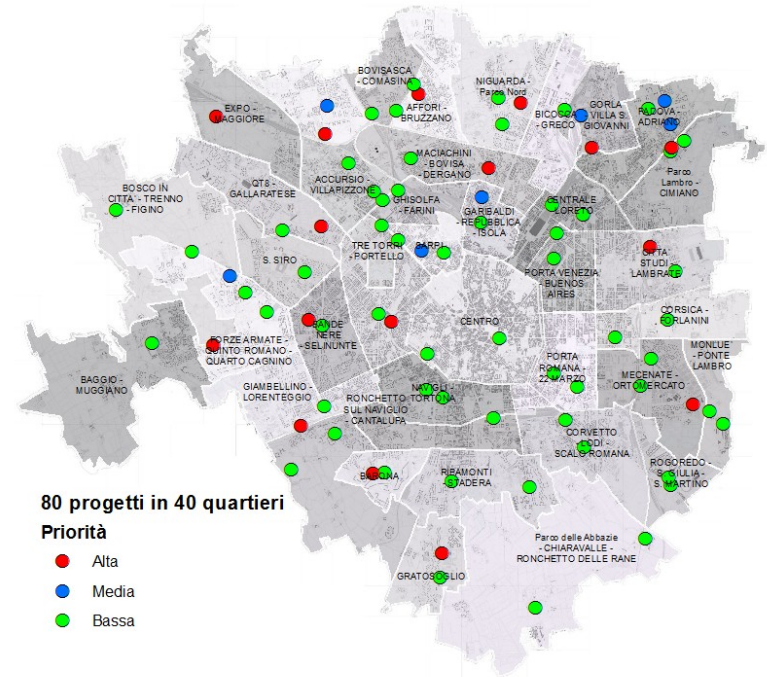 BOVISASCA
- COMASINA
NIGUARDA -
Parco Nord
EXPO -
MAGGIORE
AFFORI -
BRUZZANO
BICOCCA
- GRECO
GORLA
VILLA S.
GIOVANNI
PADOVA -
ADRIANO
MACIACHINI
- BOVISA
- DERGANO
Parco
Lambro -
CIMIANO
BOSCO IN
CITTA' - TRENNO
- FIGINO
QT8 -
GALLARATESE
ACCURSIO -
VILLAPIZZONE
GHISOLFA
- FARINI
GARIBALDI
- REPUBBLICA
- ISOLA
CENTRALE
- LORETO
S. SIRO
TRE TORRI
- PORTELLO
SARPI
PORTA VENEZIA
- BUENOS
AIRES
CITTA'
STUDI -
LAMBRATE
CENTRO
CORSICA -
FORLANINI
FORZE ARMATE -
QUINTO ROMANO -
QUARTO CAGNINO
BANDE
NERE
- SELINUNTE
MONLUE' -
- PONTE
LAMBRO
BAGGIO -
MUGGIANO
GIAMBELLINO -
LORENTEGGIO
RONCHETTO
SUL NAVIGLIO
- CANTALUPA
NAVIGLI -
TORTONA
PORTA
ROMANA -
22 MARZO
MECENATE -
ORTOMERCATO
CORVETTO
- LODI -
SCALO ROMANA
BARONA
RIPAMONTI
- STADERA
ROGOREDO -
S. GIULIA -
S. MARTINO
80 progetti in 40 quartieri
Priorità
Alta
Media
Bassa
GRATOSOGLIO
Parco delle Abbazie
- CHIARAVALLE -
RONCHETTO DELLE RANE